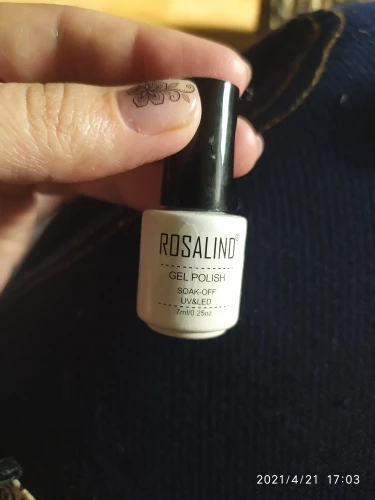 ROSALIND®
GEL POLISH
SOAK-OFF
UV&LED
7ml/0.25oz
2021/4/21 17:03